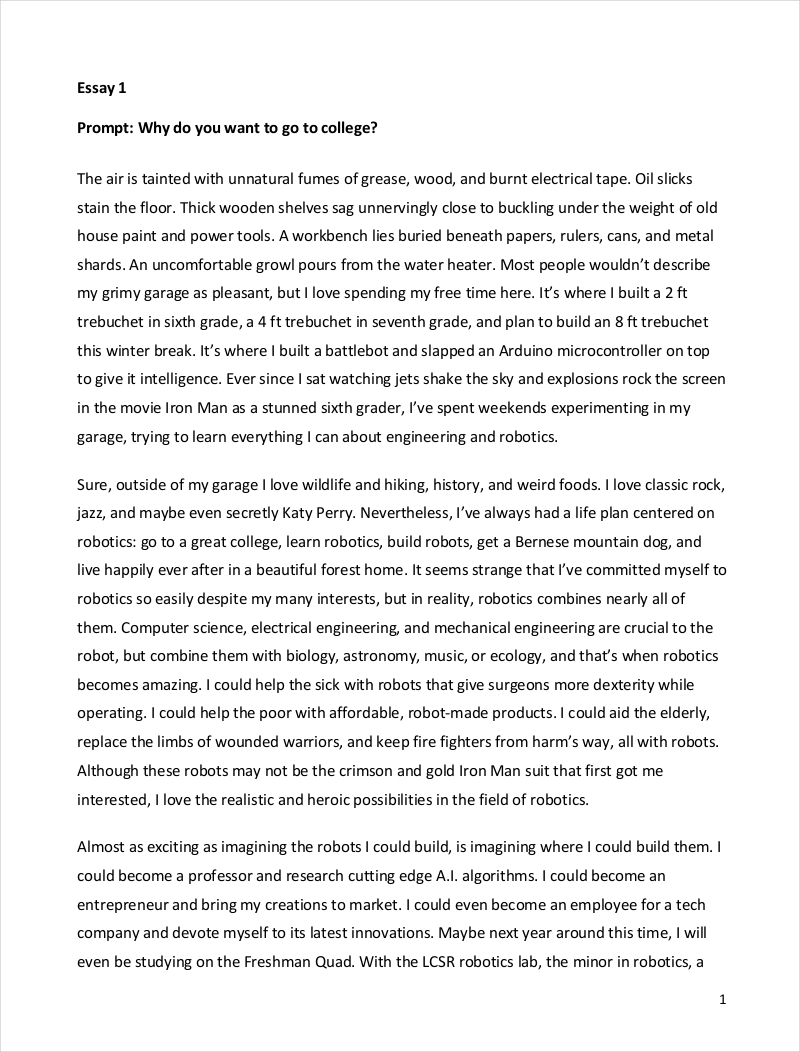 Essay 1
Prompt: Why do you want to go to college?
The air is tainted with unnatural fumes of grease, wood, and burnt electrical tape. Oil slicks
stain the floor. Thick wooden shelves sag unnervingly close to buckling under the weight of old
house paint and power tools. A workbench lies buried beneath papers, rulers, cans, and metal
shards. An uncomfortable growl pours from the water heater. Most people wouldn’t describe
my grimy garage as pleasant, but I love spending my free time here. It’s where I built a 2 ft
trebuchet in sixth grade, a 4 ft trebuchet in seventh grade, and plan to build an 8 ft trebuchet
this winter break. It’s where I built a battlebot and slapped an Arduino microcontroller on top
to give it intelligence. Ever since I sat watching jets shake the sky and explosions rock the screen
in the movie Iron Man as a stunned sixth grader, I’ve spent weekends experimenting in my
garage, trying to learn everything I can about engineering and robotics.
Sure, outside of my garage I love wildlife and hiking, history, and weird foods. I love classic rock,
jazz, and maybe even secretly Katy Perry. Nevertheless, I’ve always had a life plan centered on
robotics: go to a great college, learn robotics, build robots, get a Bernese mountain dog, and
live happily ever after in a beautiful forest home. It seems strange that I’ve committed myself to
robotics so easily despite my many interests, but in reality, robotics combines nearly all of
them. Computer science, electrical engineering, and mechanical engineering are crucial to the
robot, but combine them with biology, astronomy, music, or ecology, and that’s when robotics
becomes amazing. I could help the sick with robots that give surgeons more dexterity while
operating. I could help the poor with affordable, robot-made products. I could aid the elderly,
replace the limbs of wounded warriors, and keep fire fighters from harm’s way, all with robots.
Although these robots may not be the crimson and gold Iron Man suit that first got me
interested, I love the realistic and heroic possibilities in the field of robotics.
Almost as exciting as imagining the robots I could build, is imagining where I could build them. I
could become a professor and research cutting edge A.I. algorithms. I could become an
entrepreneur and bring my creations to market. I could even become an employee for a tech
company and devote myself to its latest innovations. Maybe next year around this time, I will
even be studying on the Freshman Quad. With the LCSR robotics lab, the minor in robotics, a
1